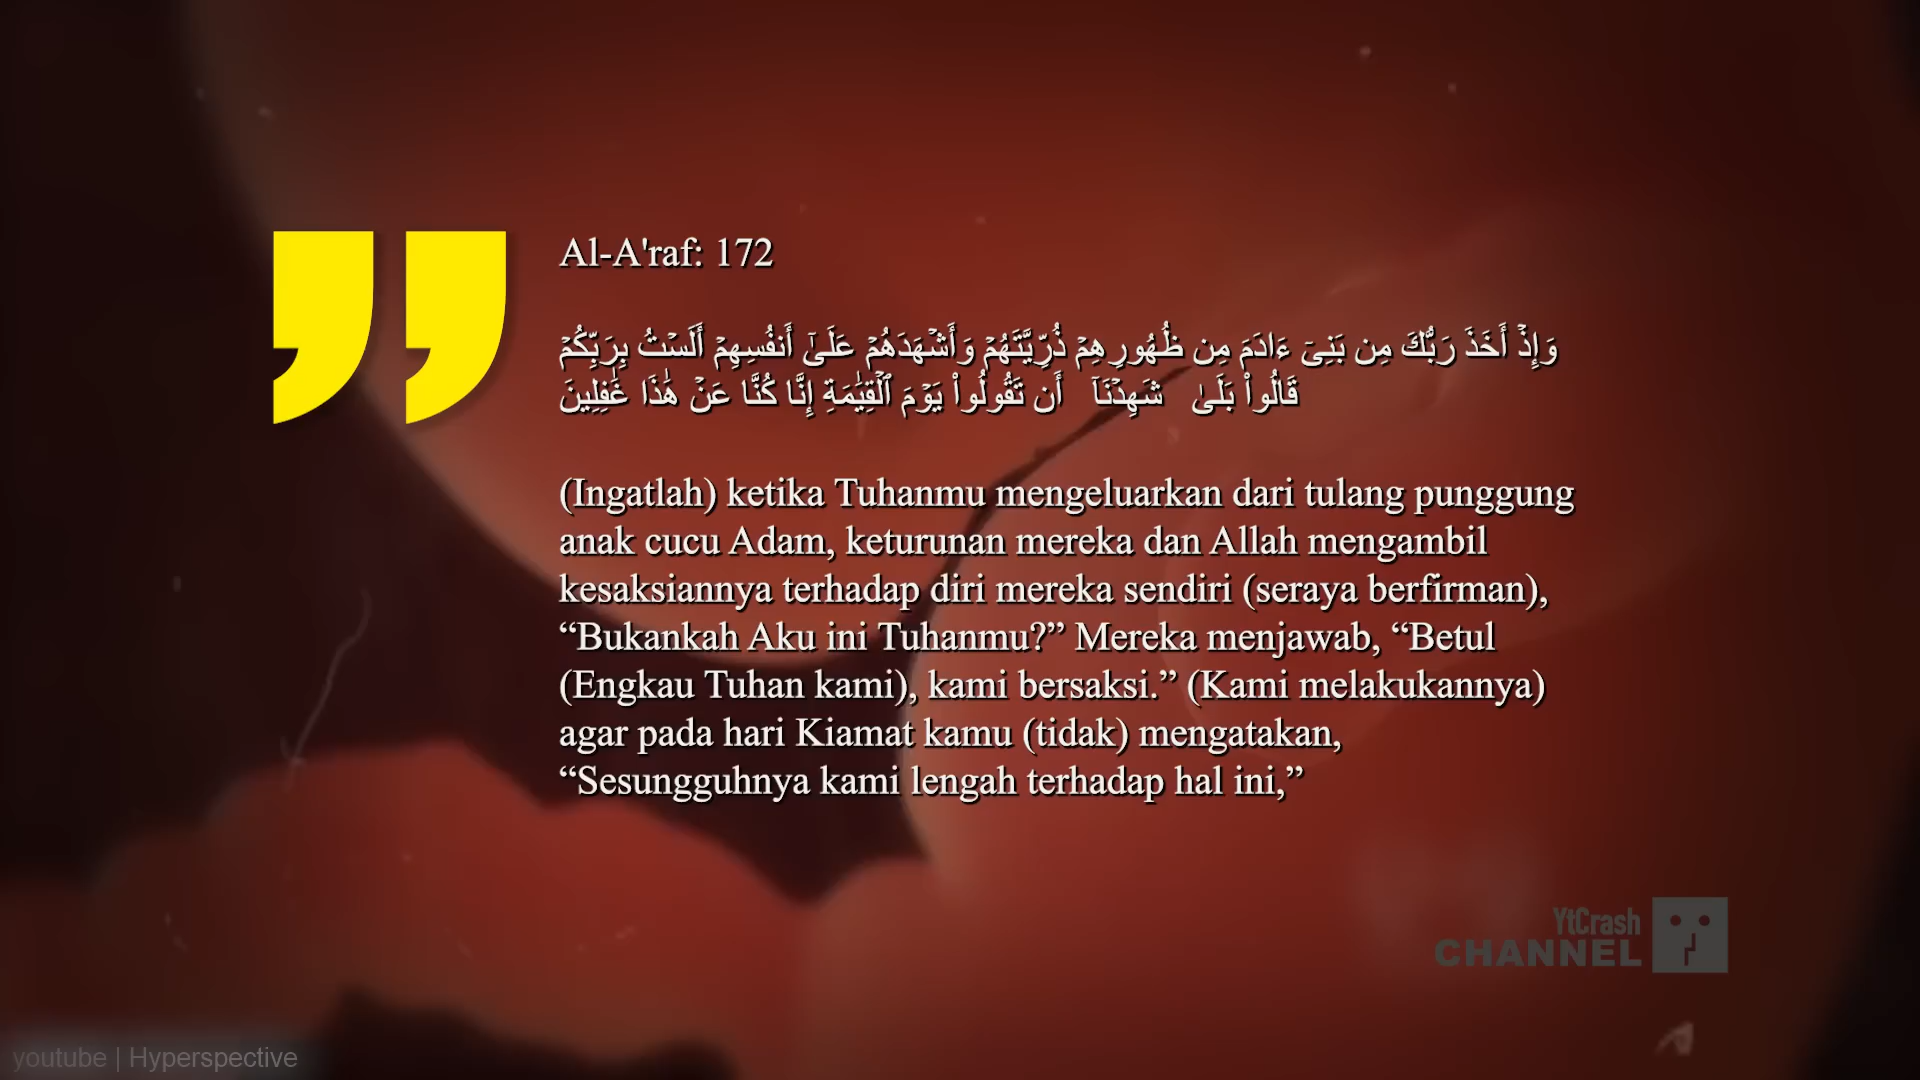 Al-A'raf: 172
وَإِذْ أَخَذَ رَبُّكَ مِن بَنِىٓ ءَادَمَ مِن ظُهُورِهِمْ ذُرِّيَّتَهُمْ وَأَشْهَدَهُمْ عَلَىٰٓ أَنفُسِهِمْ أَلَسْتُ بِرَبِّكُمْ
قَالُوا۟ بَلَىٰ شَهِدْنَآ أَن تَقُولُوا۟ يَوْمَ ٱلْقِيَٰمَةِ إِنَّا كُنَّا عَنْ هَٰذَا غَٰفِلِينَ
(Ingatlah) ketika Tuhanmu mengeluarkan dari tulang punggung
anak cucu Adam, keturunan mereka dan Allah mengambil
kesaksiannya terhadap diri mereka sendiri (seraya berfirman),
“Bukankah Aku ini Tuhanmu?” Mereka menjawab, “Betul
(Engkau Tuhan kami), kami bersaksi.” (Kami melakukannya)
agar pada hari Kiamat kamu (tidak) mengatakan,
“Sesungguhnya kami lengah terhadap hal ini,”
YtCrash
CHANNEL
youtube | Hyperspective